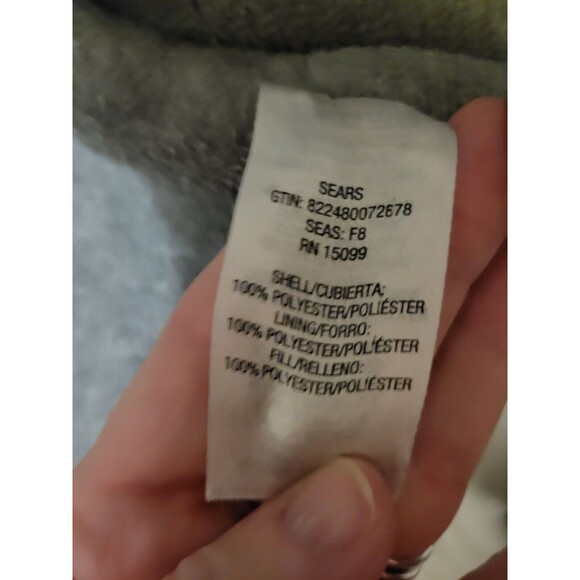 SEARS
GTIN: 822480072878
SEAS: F8
RN 15099
SHELL/CUBIERTA:
100% POLYESTER/POLIÉSTER
LINING/FORRO:
100% POLYESTER/POLIÉSTER
FILL/RELLENO:
100% POLYESTER/POLIÉSTER